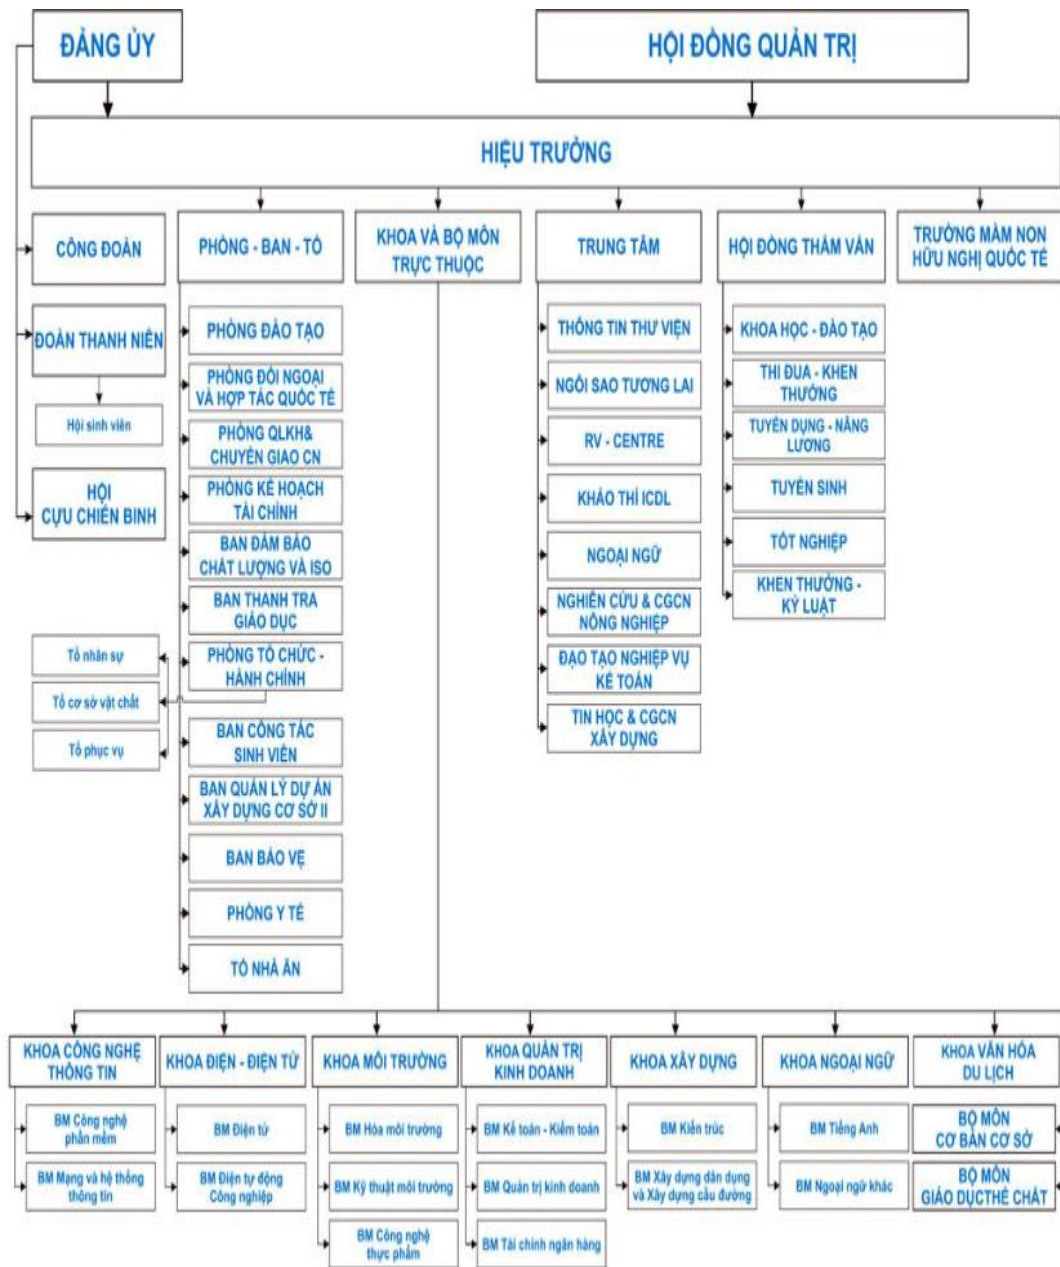 ĐẢNG ỦY
HỘI ĐỒNG QUẢN TRỊ
HIỆU TRƯỞNG
CÔNG ĐOÀN
ĐOÀN THANH NIÊN
Hội sinh viên
HỘI
CỰU CHIẾN BINH
PHÒNG - BAN - TỔ
PHÒNG ĐÀO TẠO
PHÒNG ĐỐI NGOẠI
VÀ HỢP TÁC QUỐC TẾ
PHÒNG QLKH&
CHUYỂN GIAO CN
PHÒNG KẾ HOẠCH
TÀI CHÍNH
BAN ĐẢM BẢO
CHẤT LƯỢNG VÀ ISO
BAN THANH TRA
GIÁO DỤC
PHÒNG TỔ CHỨC -
HÀNH CHÍNH
Tổ nhân sự
Tổ cơ sở vật chất
Tổ phục vụ
BAN CÔNG TÁC
SINH VIÊN
BAN QUẢN LÝ DỰ ÁN
XÂY DỰNG CƠ SỞ II
BAN BẢO VỆ
PHÒNG Y TẾ
TỔ NHÀ ĂN
KHOA VÀ BỘ MÔN
TRỰC THUỘC
TRUNG TÂM
THÔNG TIN THƯ VIỆN
NGÔI SAO TƯƠNG LAI
RV - CENTRE
KHẢO THÍ ICDL
NGOẠI NGỮ
NGHIÊN CỨU & CGCN
NÔNG NGHIỆP
ĐẠO TẠO NGHIỆP VỤ
KẾ TOÁN
TIN HỌC & CGCN
XÂY DỰNG
HỘI ĐỒNG THẨM VẤN
KHOA HỌC - ĐÀO TẠO
THI ĐUA - KHEN
THƯỞNG
TUYỂN DỤNG - NÂNG
LƯƠNG
TUYỂN SINH
TỐT NGHIỆP
KHEN THƯỞNG -
KỶ LUẬT
TRƯỜNG MẦM NON
HỮU NGHỊ QUỐC TẾ
KHOA CÔNG NGHỆ
THÔNG TIN
BM Công nghệ
phần mềm
BM Mạng và hệ thống
thông tin
KHOA ĐIỆN - ĐIỆN TỬ
BM Điện tử
BM Điện tự động
Công nghiệp
KHOA MÔI TRƯỜNG
BM Hóa môi trường
BM Kỹ thuật môi trường
BM Công nghệ
thực phẩm
KHOA QUẢN TRỊ
KINH DOANH
BM Kế toán - Kiểm toán
BM Quản trị kinh doanh
BM Tài chính ngân hàng
KHOA XÂY DỰNG
BM Kiến trúc
BM Xây dựng dân dụng
và Xây dựng cầu đường
KHOA NGOẠI NGỮ
BM Tiếng Anh
BM Ngoại ngữ khác
KHOA VĂN HÓA
DU LỊCH
BỘ MÔN
CƠ BẢN CƠ SỞ
BỘ MÔN
GIÁO DỤCTHỂ CHẤT